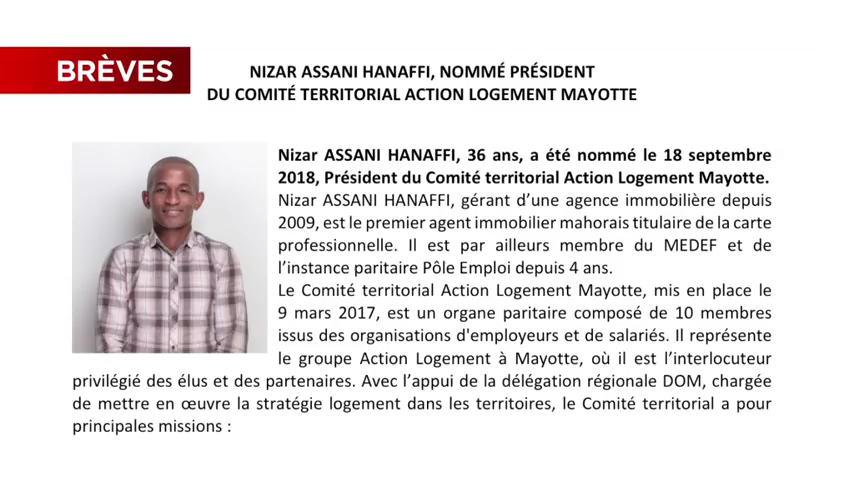 BRÈVES
NIZAR ASSANI HANAFFI, NOMMÉ PRÉSIDENT
DU COMITÉ TERRITORIAL ACTION LOGEMENT MAYOTTE
Nizar ASSANI HANAFFI, 36 ans, a été nommé le 18 septembre
2018, Président du Comité territorial Action Logement Mayotte.
Nizar ASSANI HANAFFI, gérant d’une agence immobilière depuis
2009, est le premier agent immobilier mahorais titulaire de la carte
professionnelle. Il est par ailleurs membre du MEDEF et de
l’instance paritaire Pôle Emploi depuis 4 ans.
Le Comité territorial Action Logement Mayotte, mis en place le
9 mars 2017, est un organe paritaire composé de 10 membres
issus des organisations d'employeurs et de salariés. Il représente
le groupe Action Logement à Mayotte, où il est l’interlocuteur
privilégié des élus et des partenaires. Avec l’appui de la délégation régionale DOM, chargée
de mettre en œuvre la stratégie logement dans les territoires, le Comité territorial a pour
principales missions :